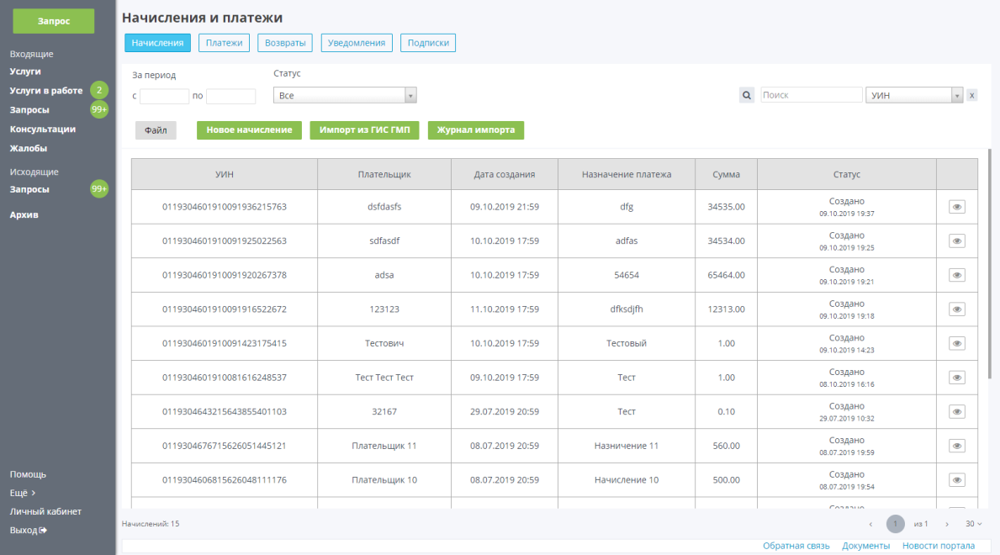 Запрос
Входящие
Услуги
Услуги в работе 2
Запросы 99+
Консультации
Жалобы
Исходящие
Запросы 99+
Архив
Помощь
Ещё >
Личный кабинет
Выход
Начисления и платежи
Начисления Платежи Возвраты Уведомления Подписки
За период Статус
с по Все Поиск УИН X
Файл Новое начисление Импорт из ГИС ГМП Журнал импорта
УИН Плательщик Дата создания Назначение платежа Сумма Статус
0119304601910091936215763 dsfdasfs 09.10.2019 21:59 dfg 34535.00 Создано
09.10.2019 19:37
0119304601910091925022563 sdfasdf 10.10.2019 17:59 adfas 34534.00 Создано
09.10.2019 19:25
0119304601910091920267378 adsa 10.10.2019 17:59 54654 65464.00 Создано
09.10.2019 19:21
0119304601910091916522672 123123 11.10.2019 17:59 dfksdjfh 12313.00 Создано
09.10.2019 19:18
0119304601910091423175415 Тестович 10.10.2019 17:59 Тестовый 1.00 Создано
09.10.2019 14:23
0119304601910081616248537 Тест Тест Тест 09.10.2019 17:59 Тест 1.00 Создано
08.10.2019 16:16
0119304643215643855401103 32167 29.07.2019 20:59 Тест 0.10 Создано
29.07.2019 10:32
0119304676715626051445121 Плательщик 11 08.07.2019 20:59 Назничение 11 560.00 Создано
08.07.2019 19:59
0119304606815626048111176 Плательщик 10 08.07.2019 20:59 Начисление 10 500.00 Создано
08.07.2019 19:54
Создано
Начислений: 15 ‹ 1 из 1 › 30
Обратная связь Документы Новости портала